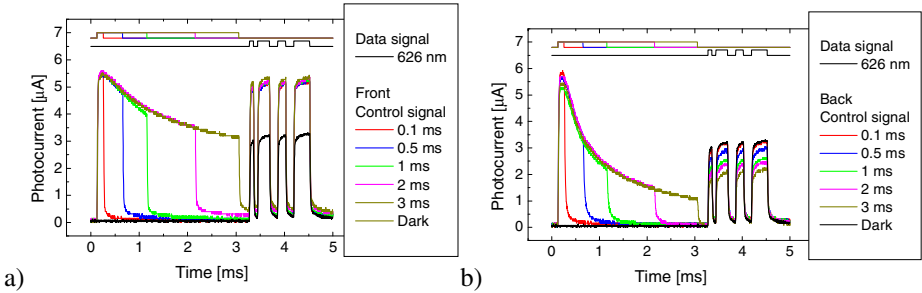 a)
Photocurrent [µA]
7
6
5
4
3
2
1
0
0 1 2 3 4 5
Time [ms]
Data signal
626 nm
Front
Control signal
0.1 ms
0.5 ms
1 ms
2 ms
3 ms
Dark
b)
Photocurrent [µA]
7
6
5
4
3
2
1
0
0 1 2 3 4 5
Time [ms]
Data signal
626 nm
Back
Control signal
0.1 ms
0.5 ms
1 ms
2 ms
3 ms
Dark